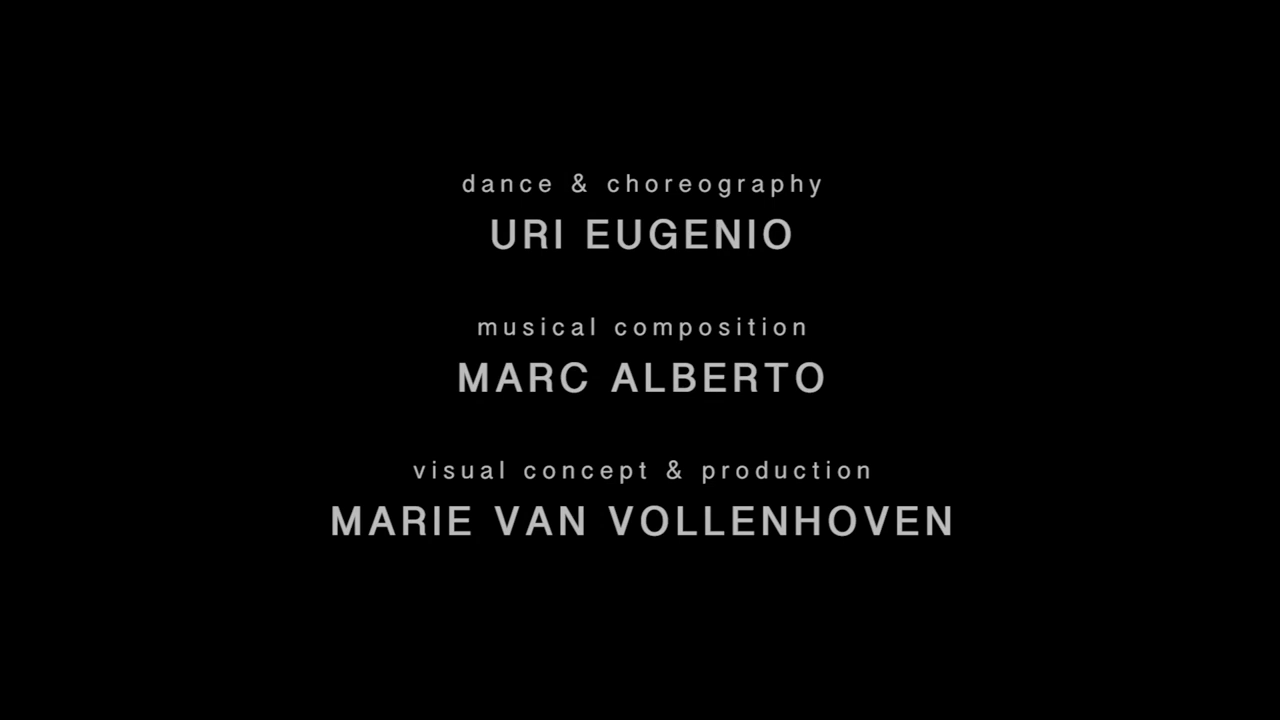 dance & choreography
URI EUGENIO
musical composition
MARC ALBERTO
visual concept & production
MARIE VAN VOLLENHOVEN